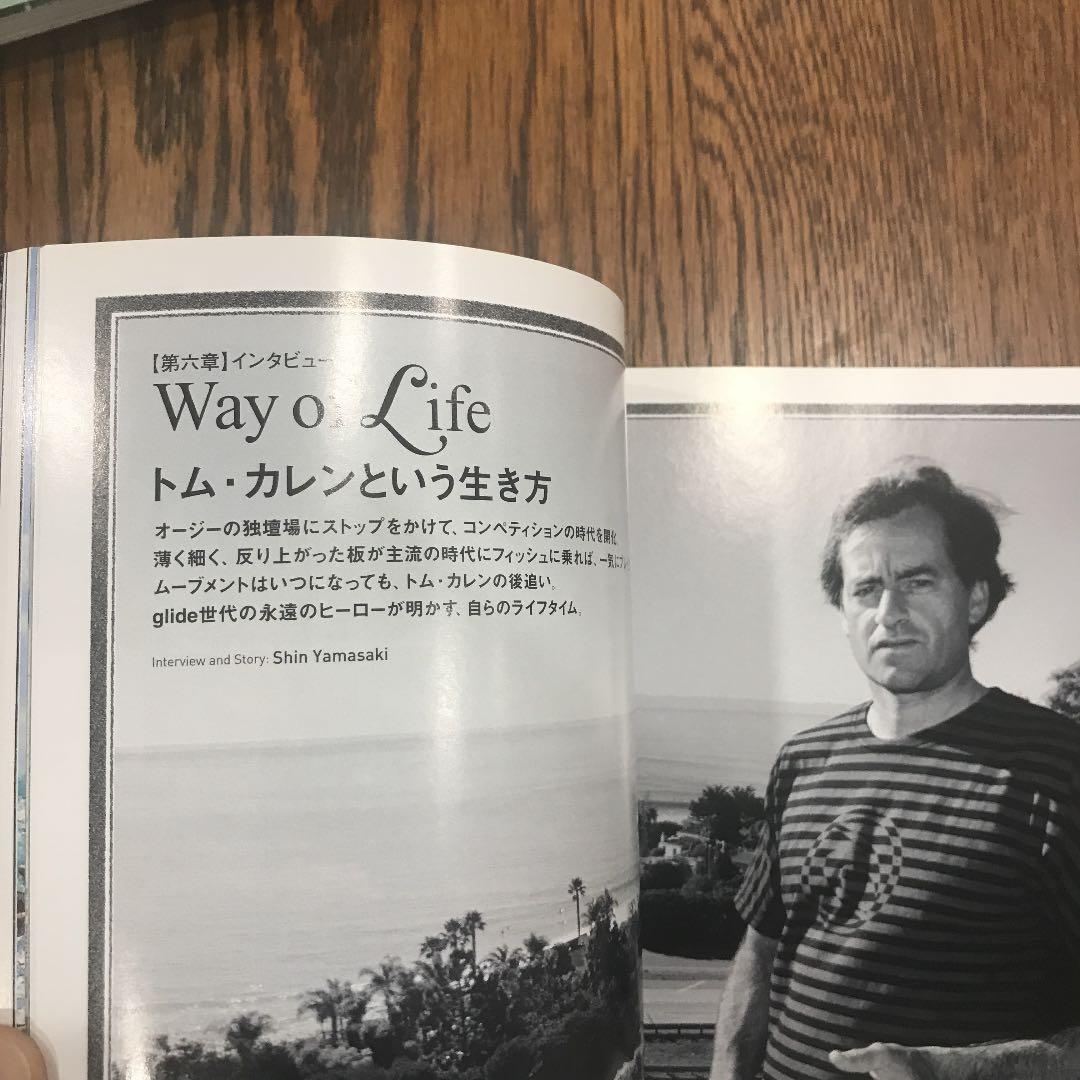 【第六章】インタビュー
Way of Life
トム・カレンという生き方
オージーの独壇場にストップをかけて、コンペティションの時代を開化。
薄く細く、反り上がった板が主流の時代にフィッシュに乗れば、一気に
ムーブメントはいつになっても、トム・カレンの後追い。
glide世代の永遠のヒーローが明かす、自らのライフタイム。
Interview and Story: Shin Yamasaki